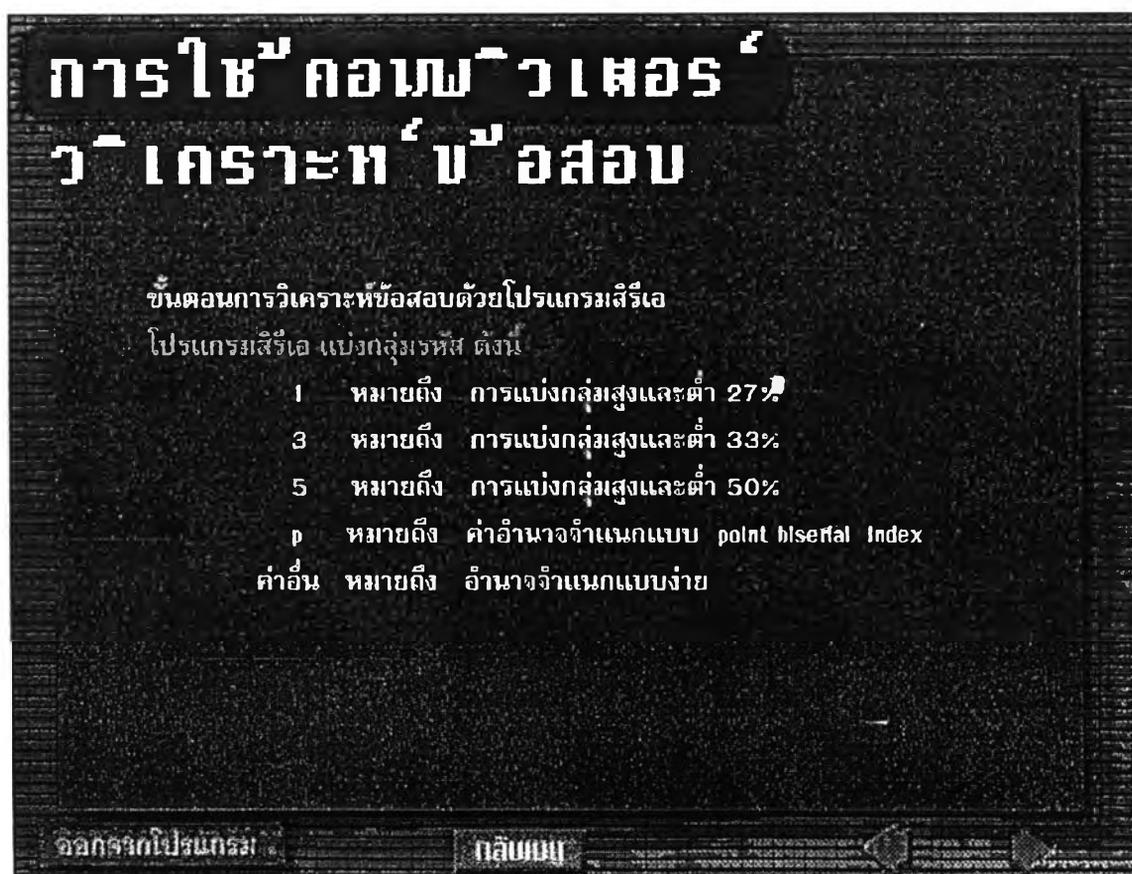 การใช้คอมพิวเตอร์
วิเคราะห์ข้อสอบ
ขั้นตอนการวิเคราะห์ข้อสอบด้วยโปรแกรมสิรีเอ
โปรแกรมสิรีเอ แบ่งกลุ่มรหัส ดังนี้
1 หมายถึง การแบ่งกลุ่มสูงและต่ำ 27%
3 หมายถึง การแบ่งกลุ่มสูงและต่ำ 33%
5 หมายถึง การแบ่งกลุ่มสูงและต่ำ 50%
p หมายถึง ค่าอำนาจจำแนกแบบ point biserial index
ค่าอื่น หมายถึง อำนาจจำแนกแบบง่าย
ออกจากโปรแกรม กลับเมนู